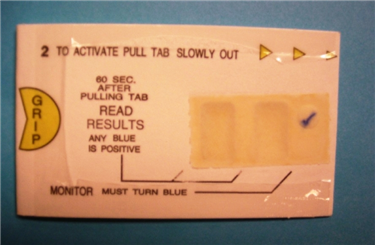 2 TO ACTIVATE PULL TAB SLOWLY OUT
GRIP
60 SEC.
AFTER
PULLING TAB
READ
RESULTS
ANY BLUE
IS POSITIVE
MONITOR MUST TURN BLUE